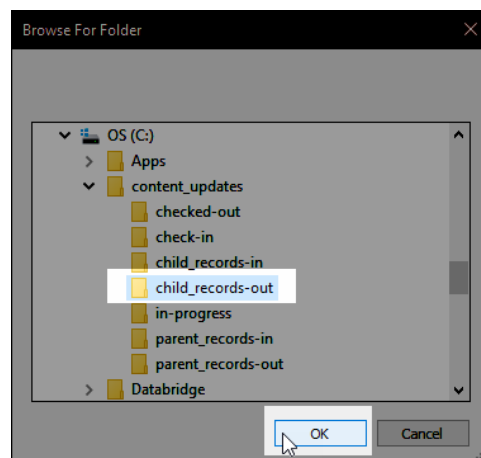 Browse For Folder
OS (C:)
Apps
content_updates
checked-out
check-in
child_records-in
child_records-out
in-progress
parent_records-in
parent_records-out
Databridge
OK Cancel